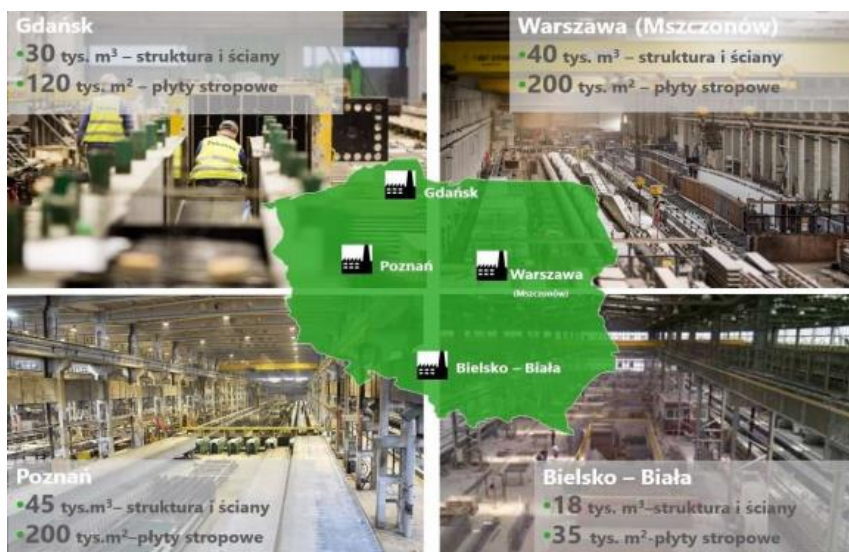 Gdańsk
•30 tys. m³ – struktura i ściany
•120 tys. m² – płyty stropowe
Warszawa (Mszczonów)
•40 tys. m³ – struktura i ściany
•200 tys. m² – płyty stropowe
Gdańsk
Poznań
Warszawa
(Mszczonów)
Bielsko – Biała
Poznań
•45 tys.m³– struktura i ściany
•200 tys.m²–płyty stropowe
Bielsko – Biała
•18 tys. m³–struktura i ściany
•35 tys. m²-płyty stropowe